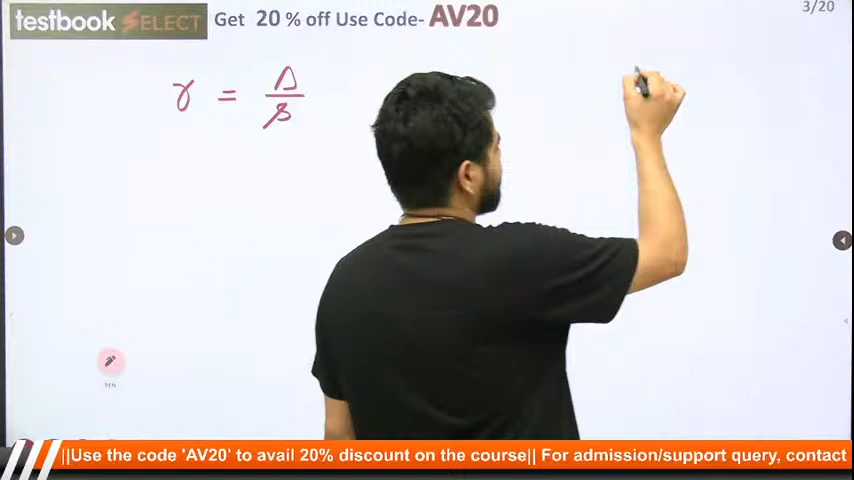 testbook SELECT Get 20 % off Use Code- AV20
3/20
r = Δ/s
PEN
||Use the code 'AV20' to avail 20% discount on the course|| For admission/support query, contact